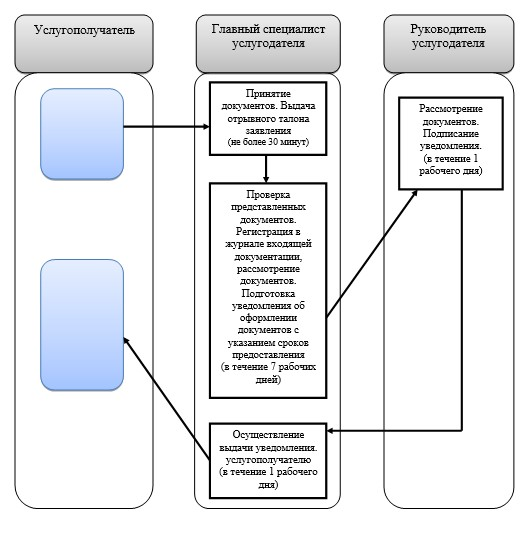 Услугополучатель
Главный специалист
услугодателя
Руководитель
услугодателя
Принятие
документов. Выдача
отрывного талона
заявления
(не более 30 минут)
Проверка
представленных
документов.
Регистрация в
журнале входящей
документации,
рассмотрение
документов.
Подготовка
уведомления об
оформлении
документов с
указанием сроков
предоставления
(в течение 7 рабочих
дней)
Рассмотрение
документов.
Подписание
уведомления.
(в течение 1
рабочего дня)
Осуществление
выдачи уведомления.
услугополучателю
(в течение 1 рабочего
дня)